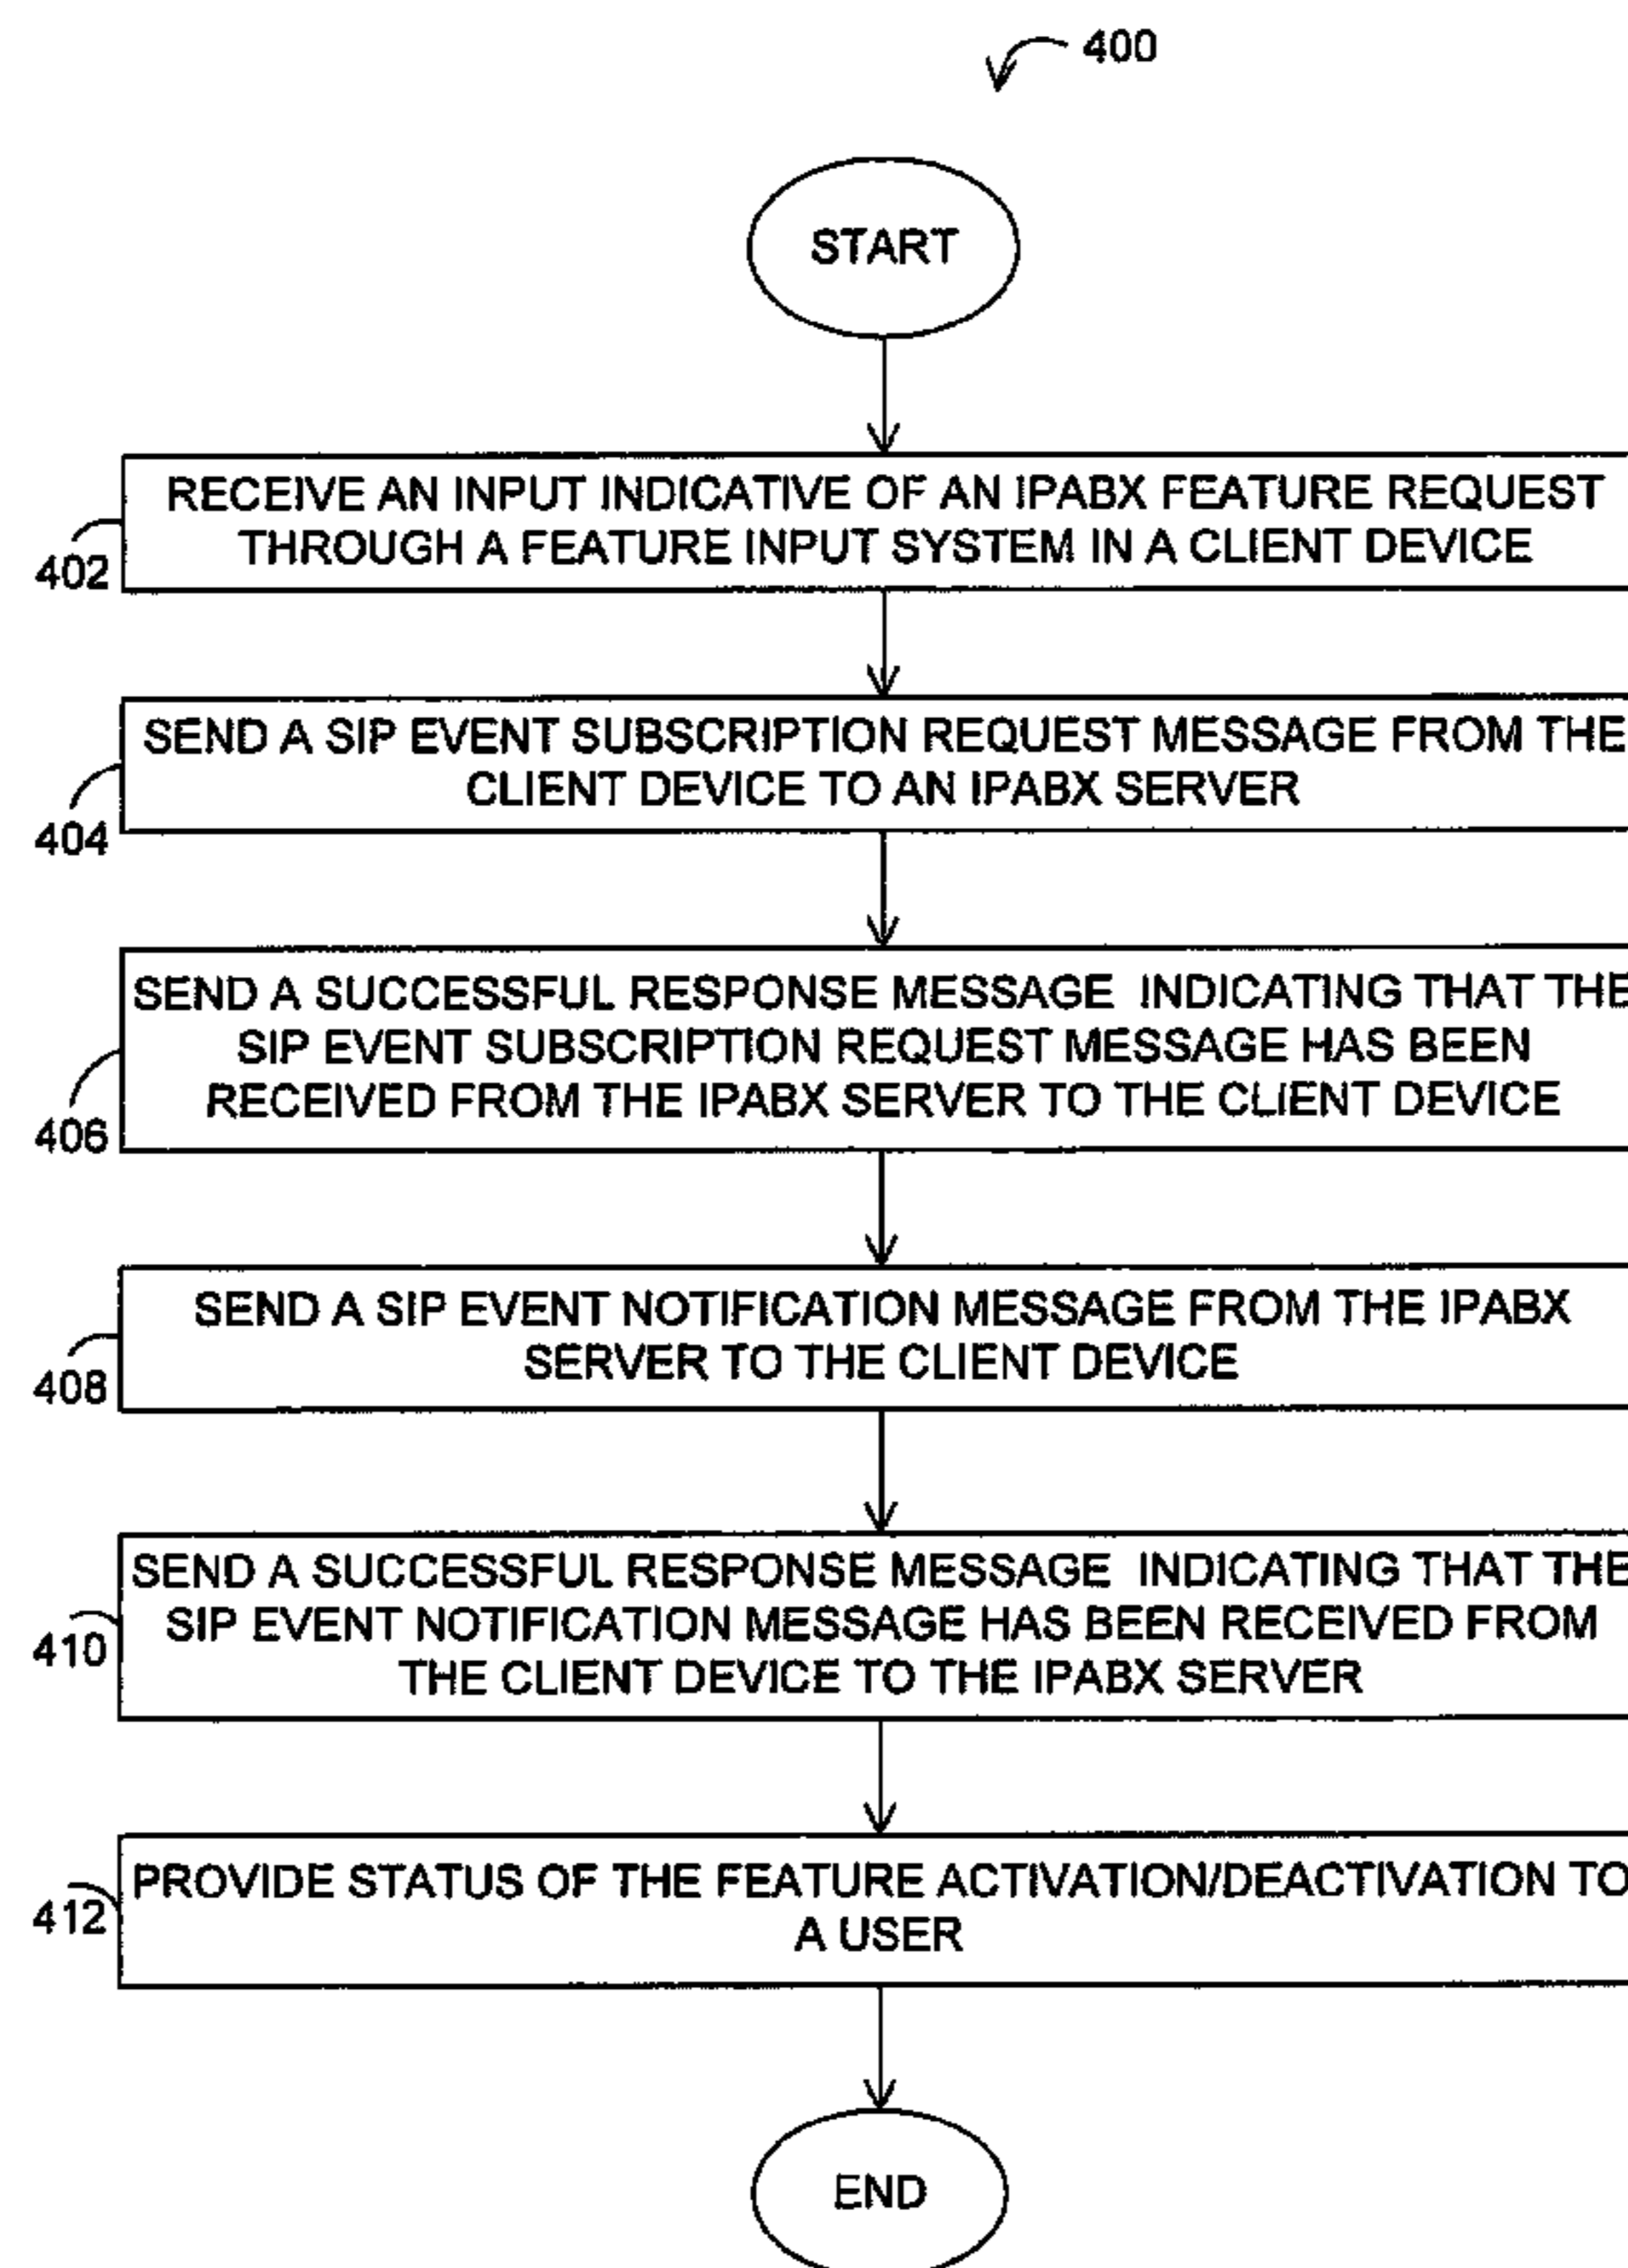 400
START
RECEIVE AN INPUT INDICATIVE OF AN IPABX FEATURE REQUEST
THROUGH A FEATURE INPUT SYSTEM IN A CLIENT DEVICE
402
SEND A SIP EVENT SUBSCRIPTION REQUEST MESSAGE FROM THE
CLIENT DEVICE TO AN IPABX SERVER
404
SEND A SUCCESSFUL RESPONSE MESSAGE INDICATING THAT THE
SIP EVENT SUBSCRIPTION REQUEST MESSAGE HAS BEEN
RECEIVED FROM THE IPABX SERVER TO THE CLIENT DEVICE
406
SEND A SIP EVENT NOTIFICATION MESSAGE FROM THE IPABX
SERVER TO THE CLIENT DEVICE
408
SEND A SUCCESSFUL RESPONSE MESSAGE INDICATING THAT THE
SIP EVENT NOTIFICATION MESSAGE HAS BEEN RECEIVED FROM
THE CLIENT DEVICE TO THE IPABX SERVER
410
PROVIDE STATUS OF THE FEATURE ACTIVATION/DEACTIVATION TO
A USER
412
END